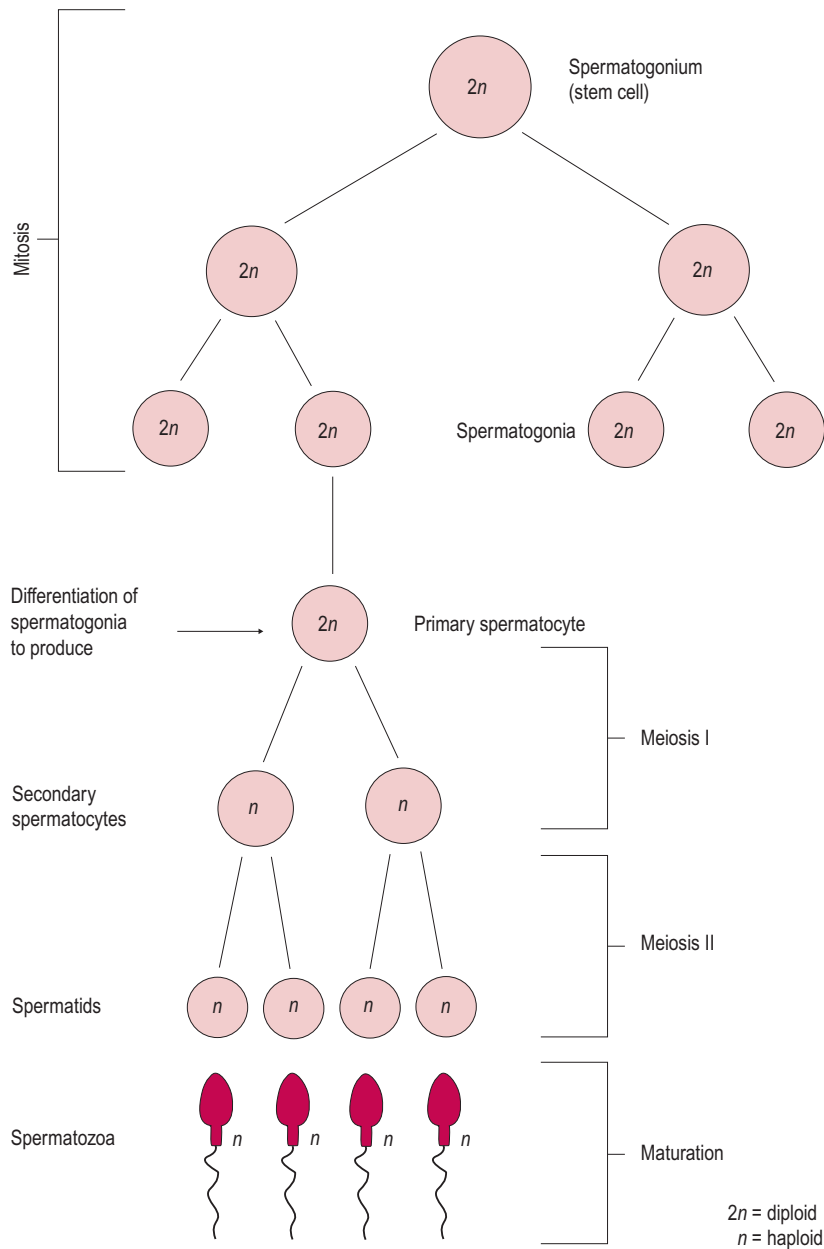 2n
Spermatogonium
(stem cell)
Mitosis
2n
2n
2n
2n
Spermatogonia
2n
2n
Differentiation of
spermatogonia
to produce
2n
Primary spermatocyte
Meiosis I
Secondary
spermatocytes
n
n
Meiosis II
Spermatids
n
n
n
n
Spermatozoa
n
n
n
n
Maturation
2n = diploid
n = haploid